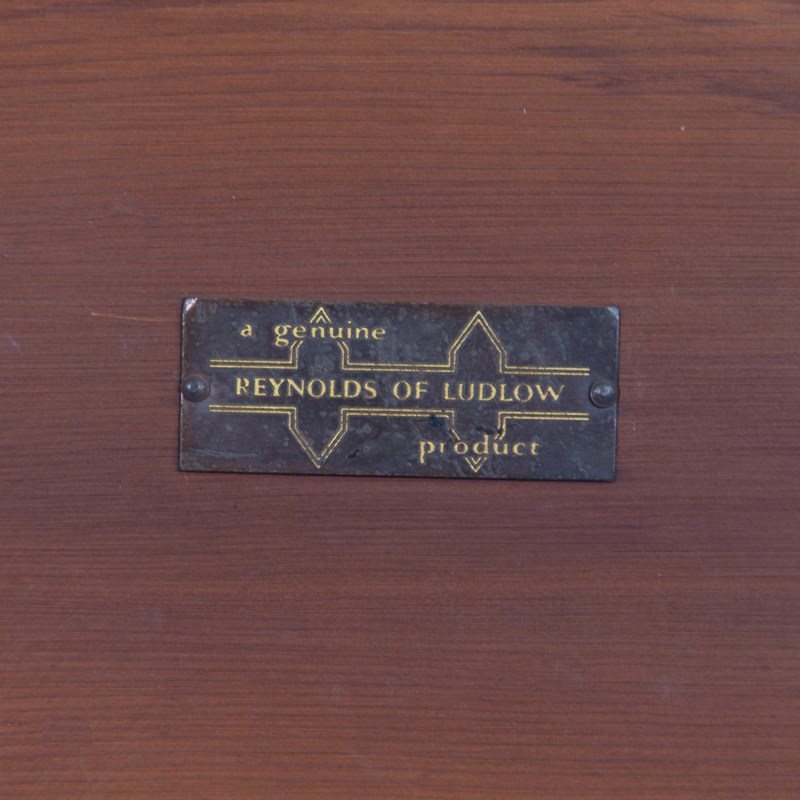 a genuine
REYNOLDS OF LUDLOW
product